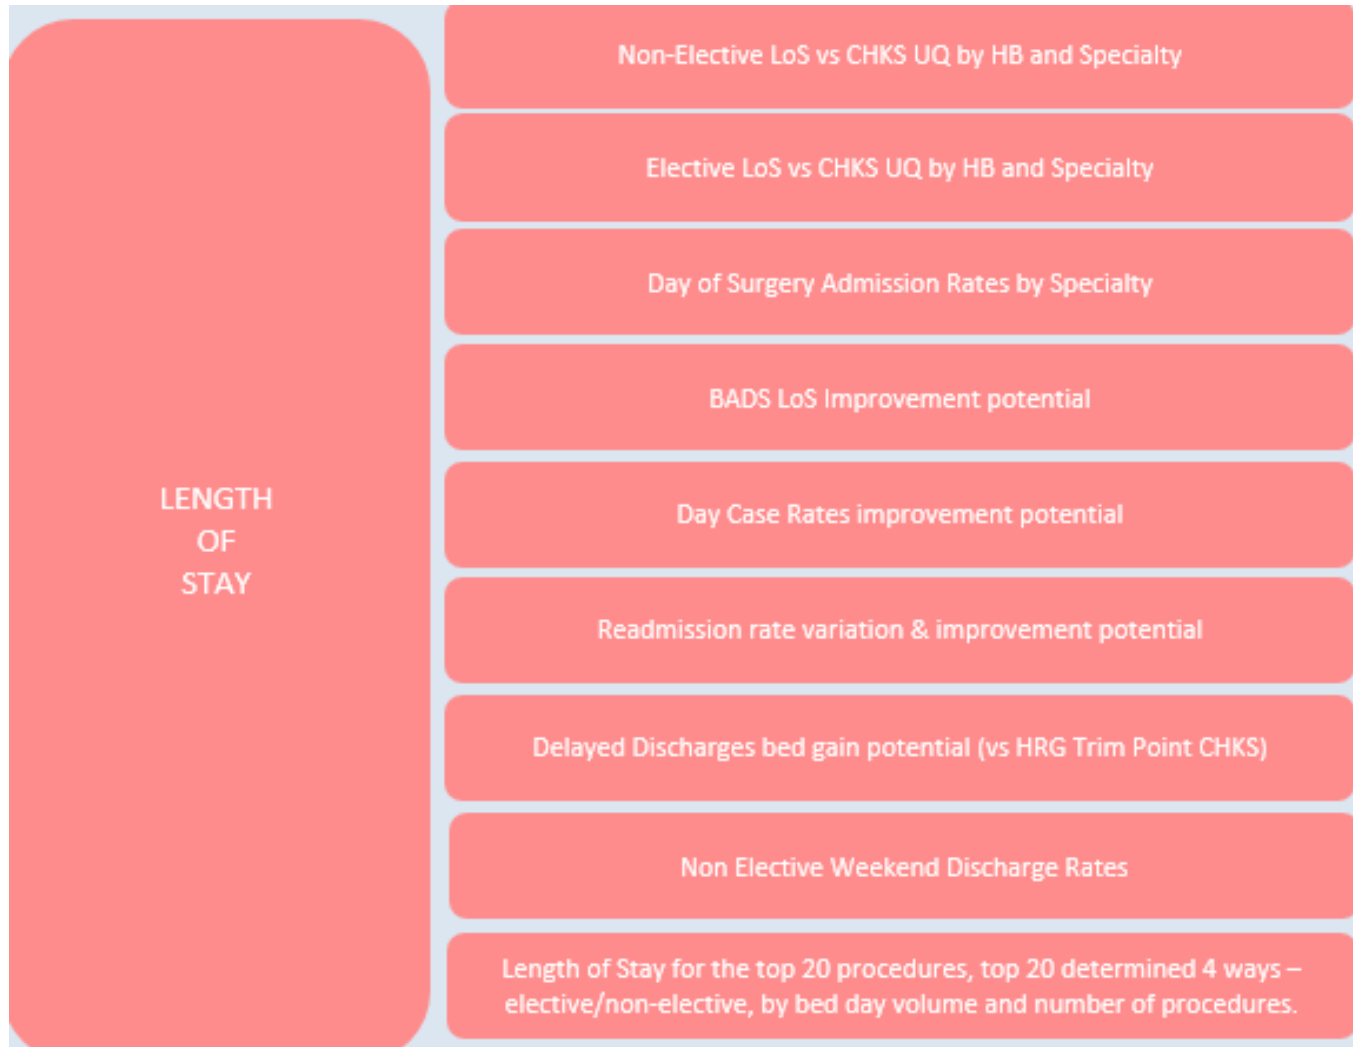 LENGTH
OF
STAY
Non-Elective LoS vs CHKS UQ by HB and Specialty
Elective LoS vs CHKS UQ by HB and Specialty
Day of Surgery Admission Rates by Specialty
BADS LoS Improvement potential
Day Case Rates improvement potential
Readmission rate variation & improvement potential
Delayed Discharges bed gain potential (vs HRG Trim Point CHKS)
Non Elective Weekend Discharge Rates
Length of Stay for the top 20 procedures, top 20 determined 4 ways –
elective/non-elective, by bed day volume and number of procedures.